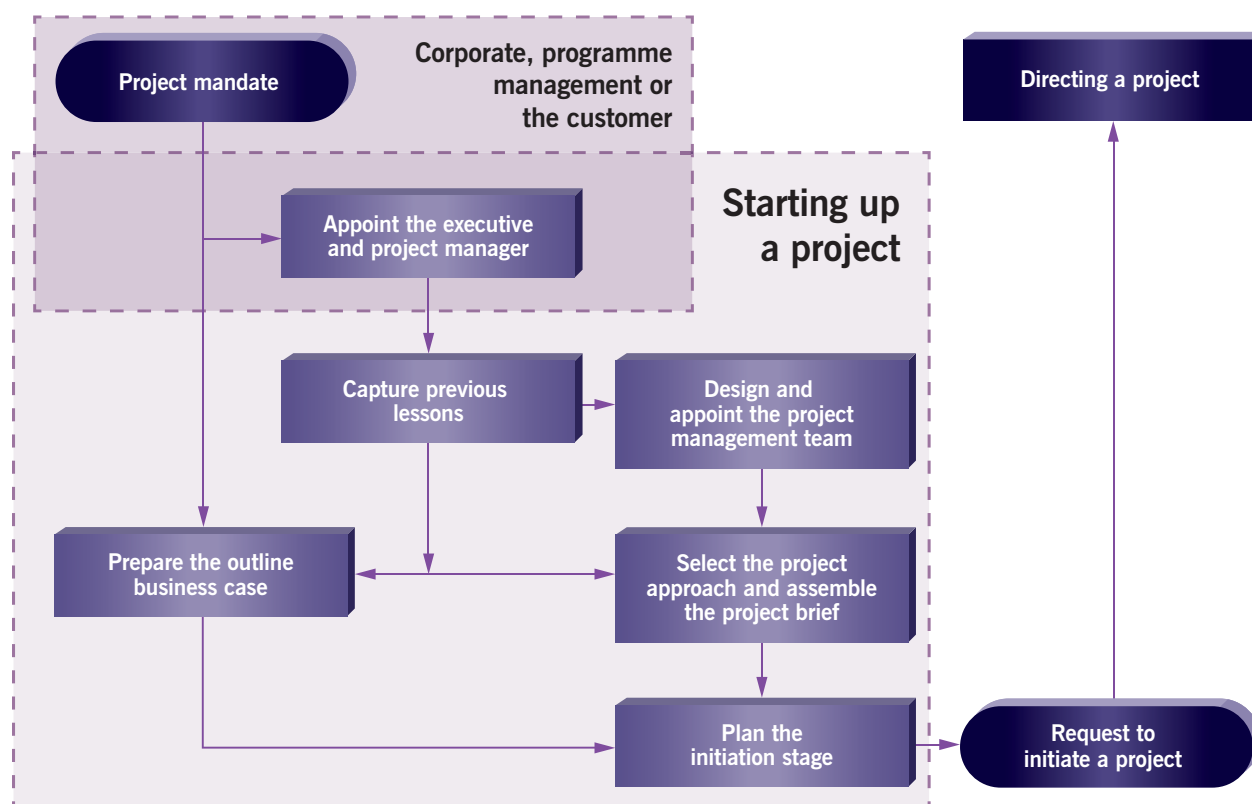 Project mandate
Corporate, programme
management or
the customer
Directing a project
Appoint the executive
and project manager
Starting up
a project
Capture previous
lessons
Design and
appoint the project
management team
Prepare the outline
business case
Select the project
approach and assemble
the project brief
Plan the
initiation stage
Request to
initiate a project